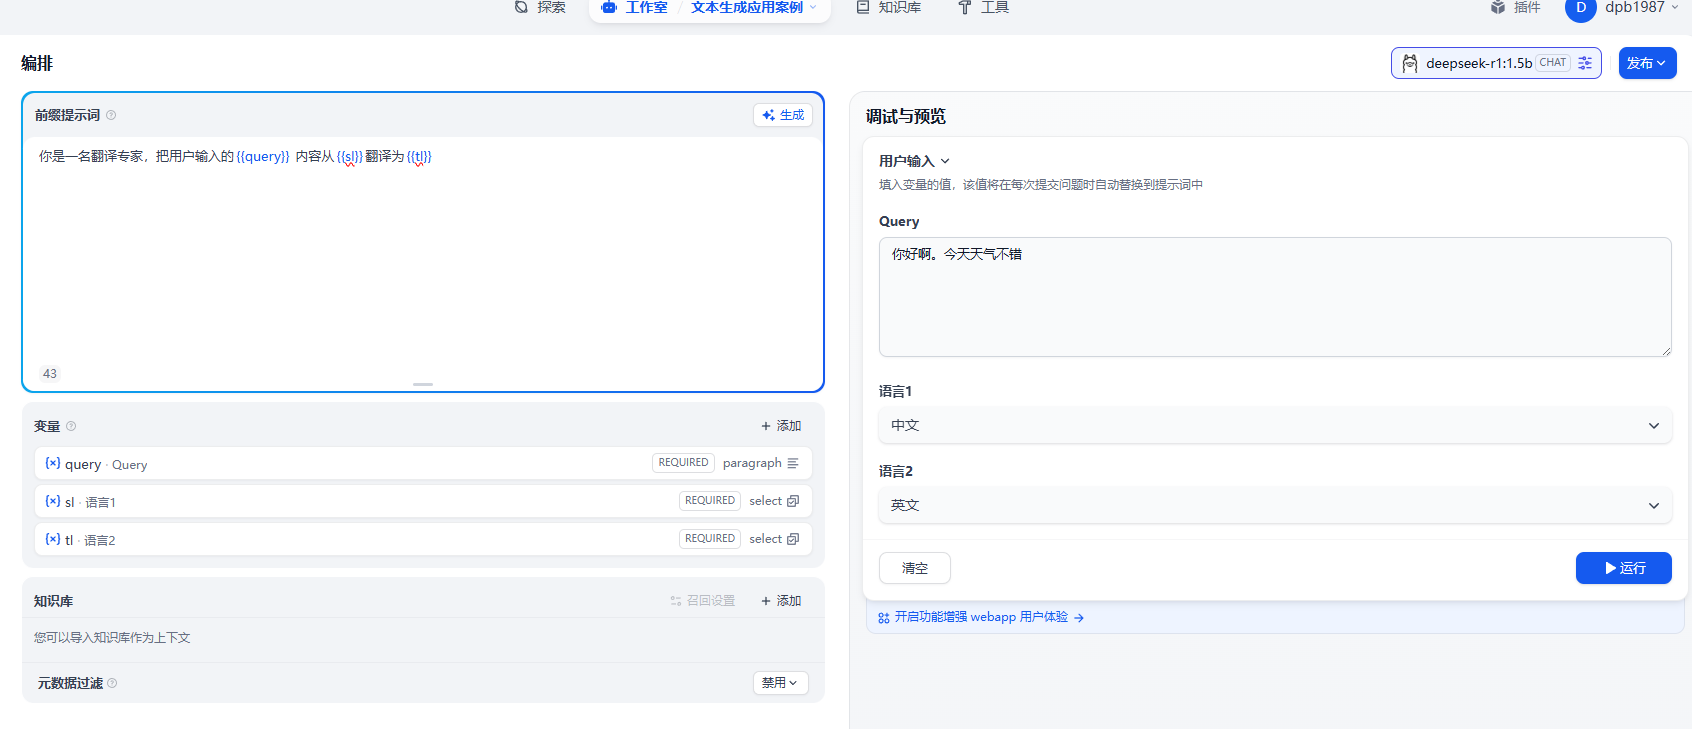 探索
工作室 / 文本生成应用案例
知识库
工具
插件
D dpb1987
编排
deepseek-r1:1.5b CHAT
发布
前缀提示词
生成
你是一名翻译专家，把用户输入的{{query}} 内容从{{sl}}翻译为{{tl}}
43
变量
+ 添加
{x} query · Query REQUIRED paragraph
{x} sl · 语言1 REQUIRED select
{x} tl · 语言2 REQUIRED select
知识库
召回设置
+ 添加
您可以导入知识库作为上下文
元数据过滤
禁用
调试与预览
用户输入
填入变量的值，该值将在每次提交问题时自动替换到提示词中
Query
你好啊。今天天气不错
语言1
中文
语言2
英文
清空
运行
开启功能增强 webapp 用户体验 →